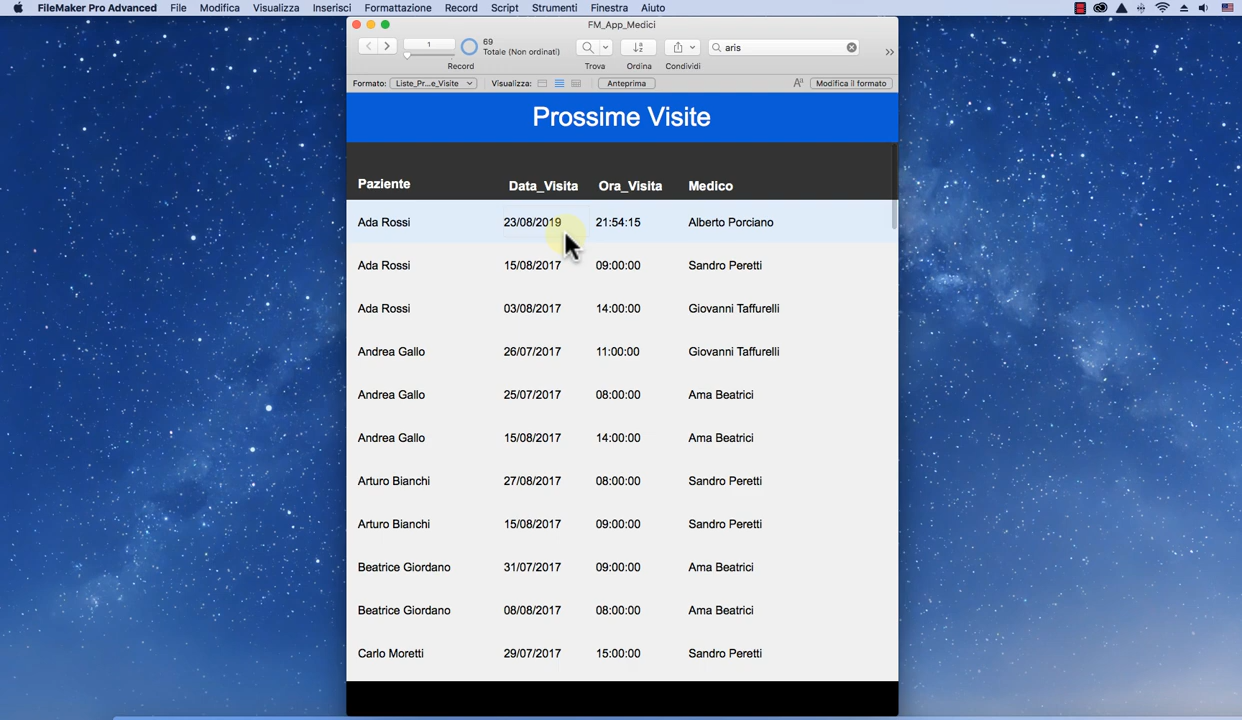 FileMaker Pro Advanced File Modifica Visualizza Inserisci Formattazione Record Script Strumenti Finestra Aiuto
FM_App_Medici
1 69 Totale (Non ordinati) aris
Record Trova Ordina Condividi
Formato: Liste_Pr...e_Visite Visualizza: Anteprima Aa Modifica il formato
Prossime Visite
Paziente Data_Visita Ora_Visita Medico
Ada Rossi 23/08/2019 21:54:15 Alberto Porciano
Ada Rossi 15/08/2017 09:00:00 Sandro Peretti
Ada Rossi 03/08/2017 14:00:00 Giovanni Taffurelli
Andrea Gallo 26/07/2017 11:00:00 Giovanni Taffurelli
Andrea Gallo 25/07/2017 08:00:00 Ama Beatrici
Andrea Gallo 15/08/2017 14:00:00 Ama Beatrici
Arturo Bianchi 27/08/2017 08:00:00 Sandro Peretti
Arturo Bianchi 15/08/2017 09:00:00 Sandro Peretti
Beatrice Giordano 31/07/2017 09:00:00 Ama Beatrici
Beatrice Giordano 08/08/2017 08:00:00 Ama Beatrici
Carlo Moretti 29/07/2017 15:00:00 Sandro Peretti